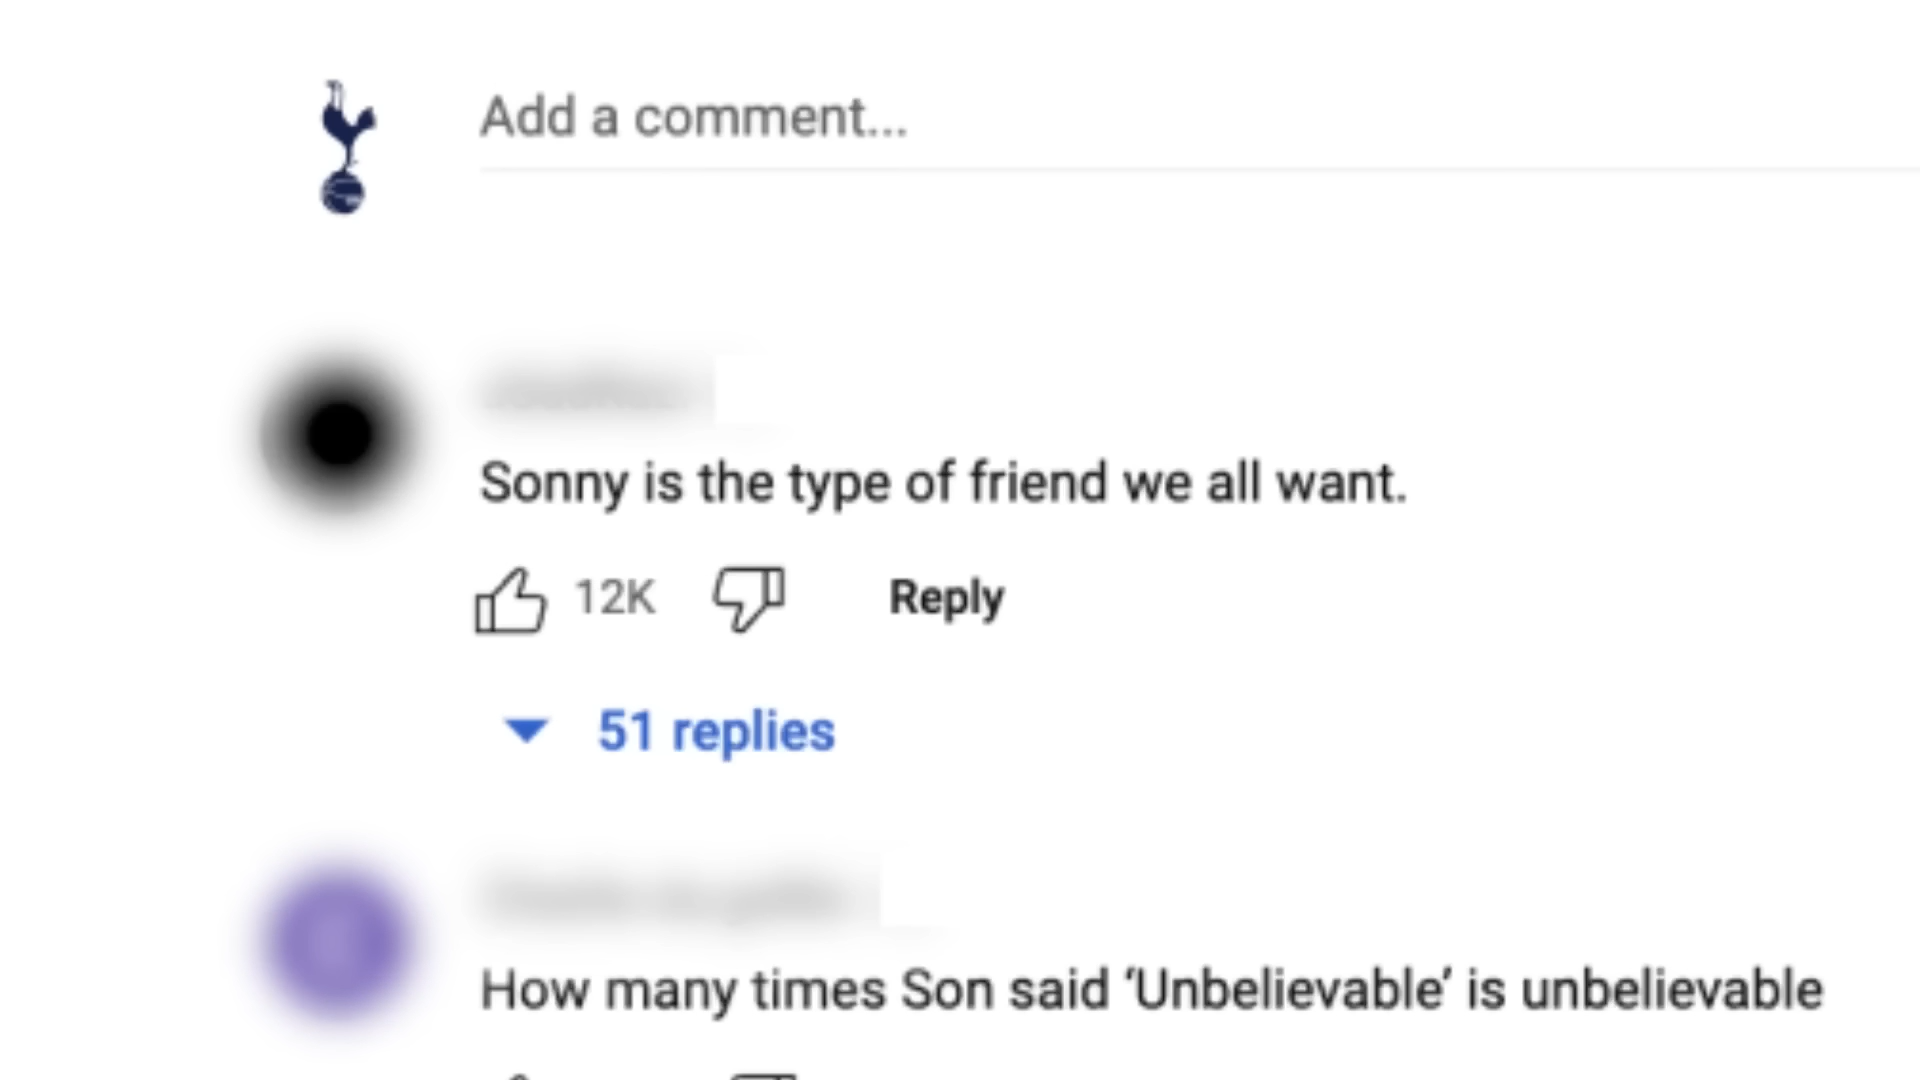 Add a comment...
Sonny is the type of friend we all want.
12K
Reply
51 replies
How many times Son said ‘Unbelievable’ is unbelievable